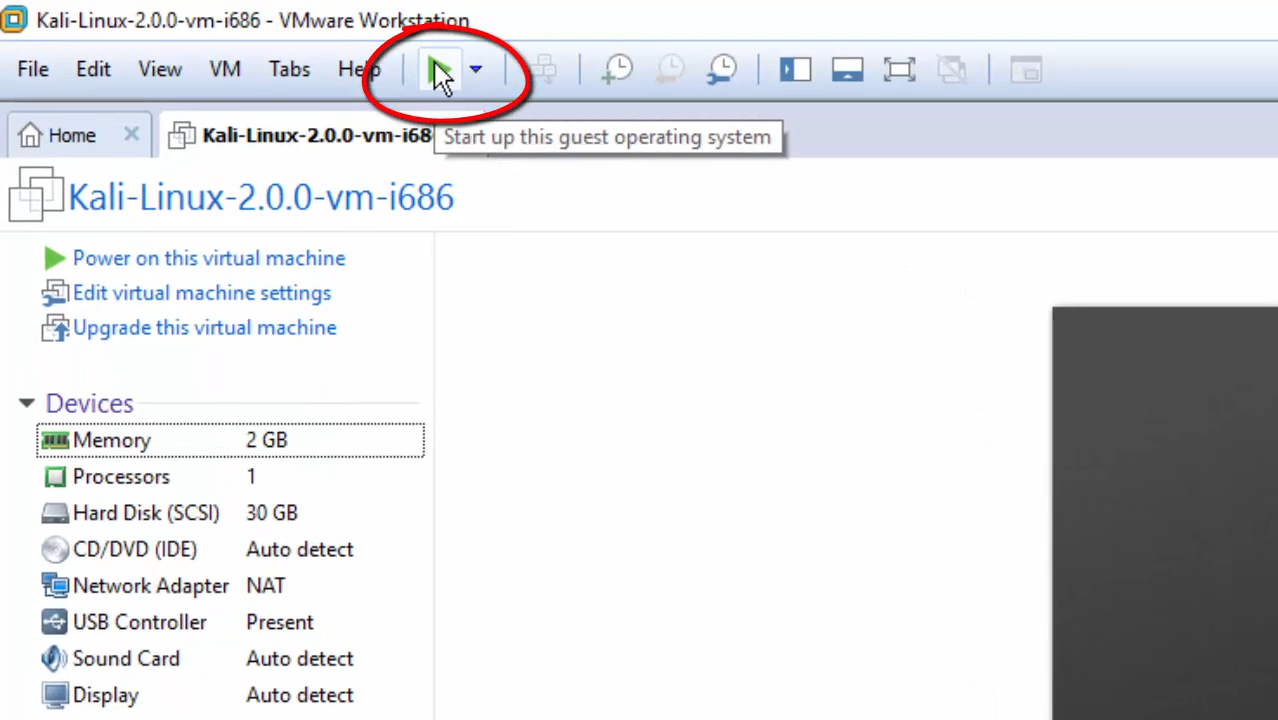 Kali-Linux-2.0.0-vm-i686 - VMware Workstation
File Edit View VM Tabs Help
Home Kali-Linux-2.0.0-vm-i68
Start up this guest operating system
Kali-Linux-2.0.0-vm-i686
Power on this virtual machine
Edit virtual machine settings
Upgrade this virtual machine
Devices
Memory 2 GB
Processors 1
Hard Disk (SCSI) 30 GB
CD/DVD (IDE) Auto detect
Network Adapter NAT
USB Controller Present
Sound Card Auto detect
Display Auto detect